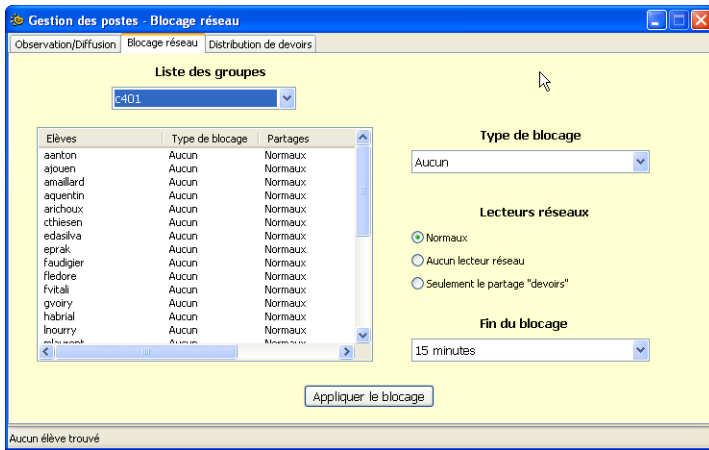 Gestion des postes - Blocage réseau
Observation/Diffusion Blocage réseau Distribution de devoirs
Liste des groupes
c401
Elèves Type de blocage Partages
aanton Aucun Normaux
ajouen Aucun Normaux
amaillard Aucun Normaux
aquentin Aucun Normaux
arichoux Aucun Normaux
cthiesen Aucun Normaux
edasilva Aucun Normaux
eprak Aucun Normaux
faudigier Aucun Normaux
fledore Aucun Normaux
fvitali Aucun Normaux
gvoiry Aucun Normaux
habrial Aucun Normaux
lnourry Aucun Normaux
mlaurent Aucun Normaux
Type de blocage
Aucun
Lecteurs réseaux
Normaux
Aucun lecteur réseau
Seulement le partage "devoirs"
Fin du blocage
15 minutes
Appliquer le blocage
Aucun élève trouvé